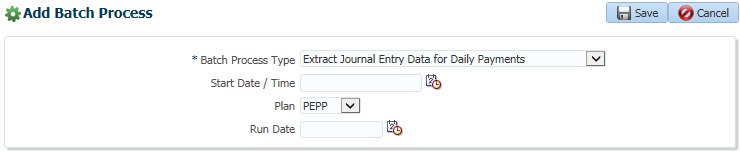 Add Batch Process
Save
Cancel
* Batch Process Type Extract Journal Entry Data for Daily Payments
Start Date / Time
Plan PEPP
Run Date